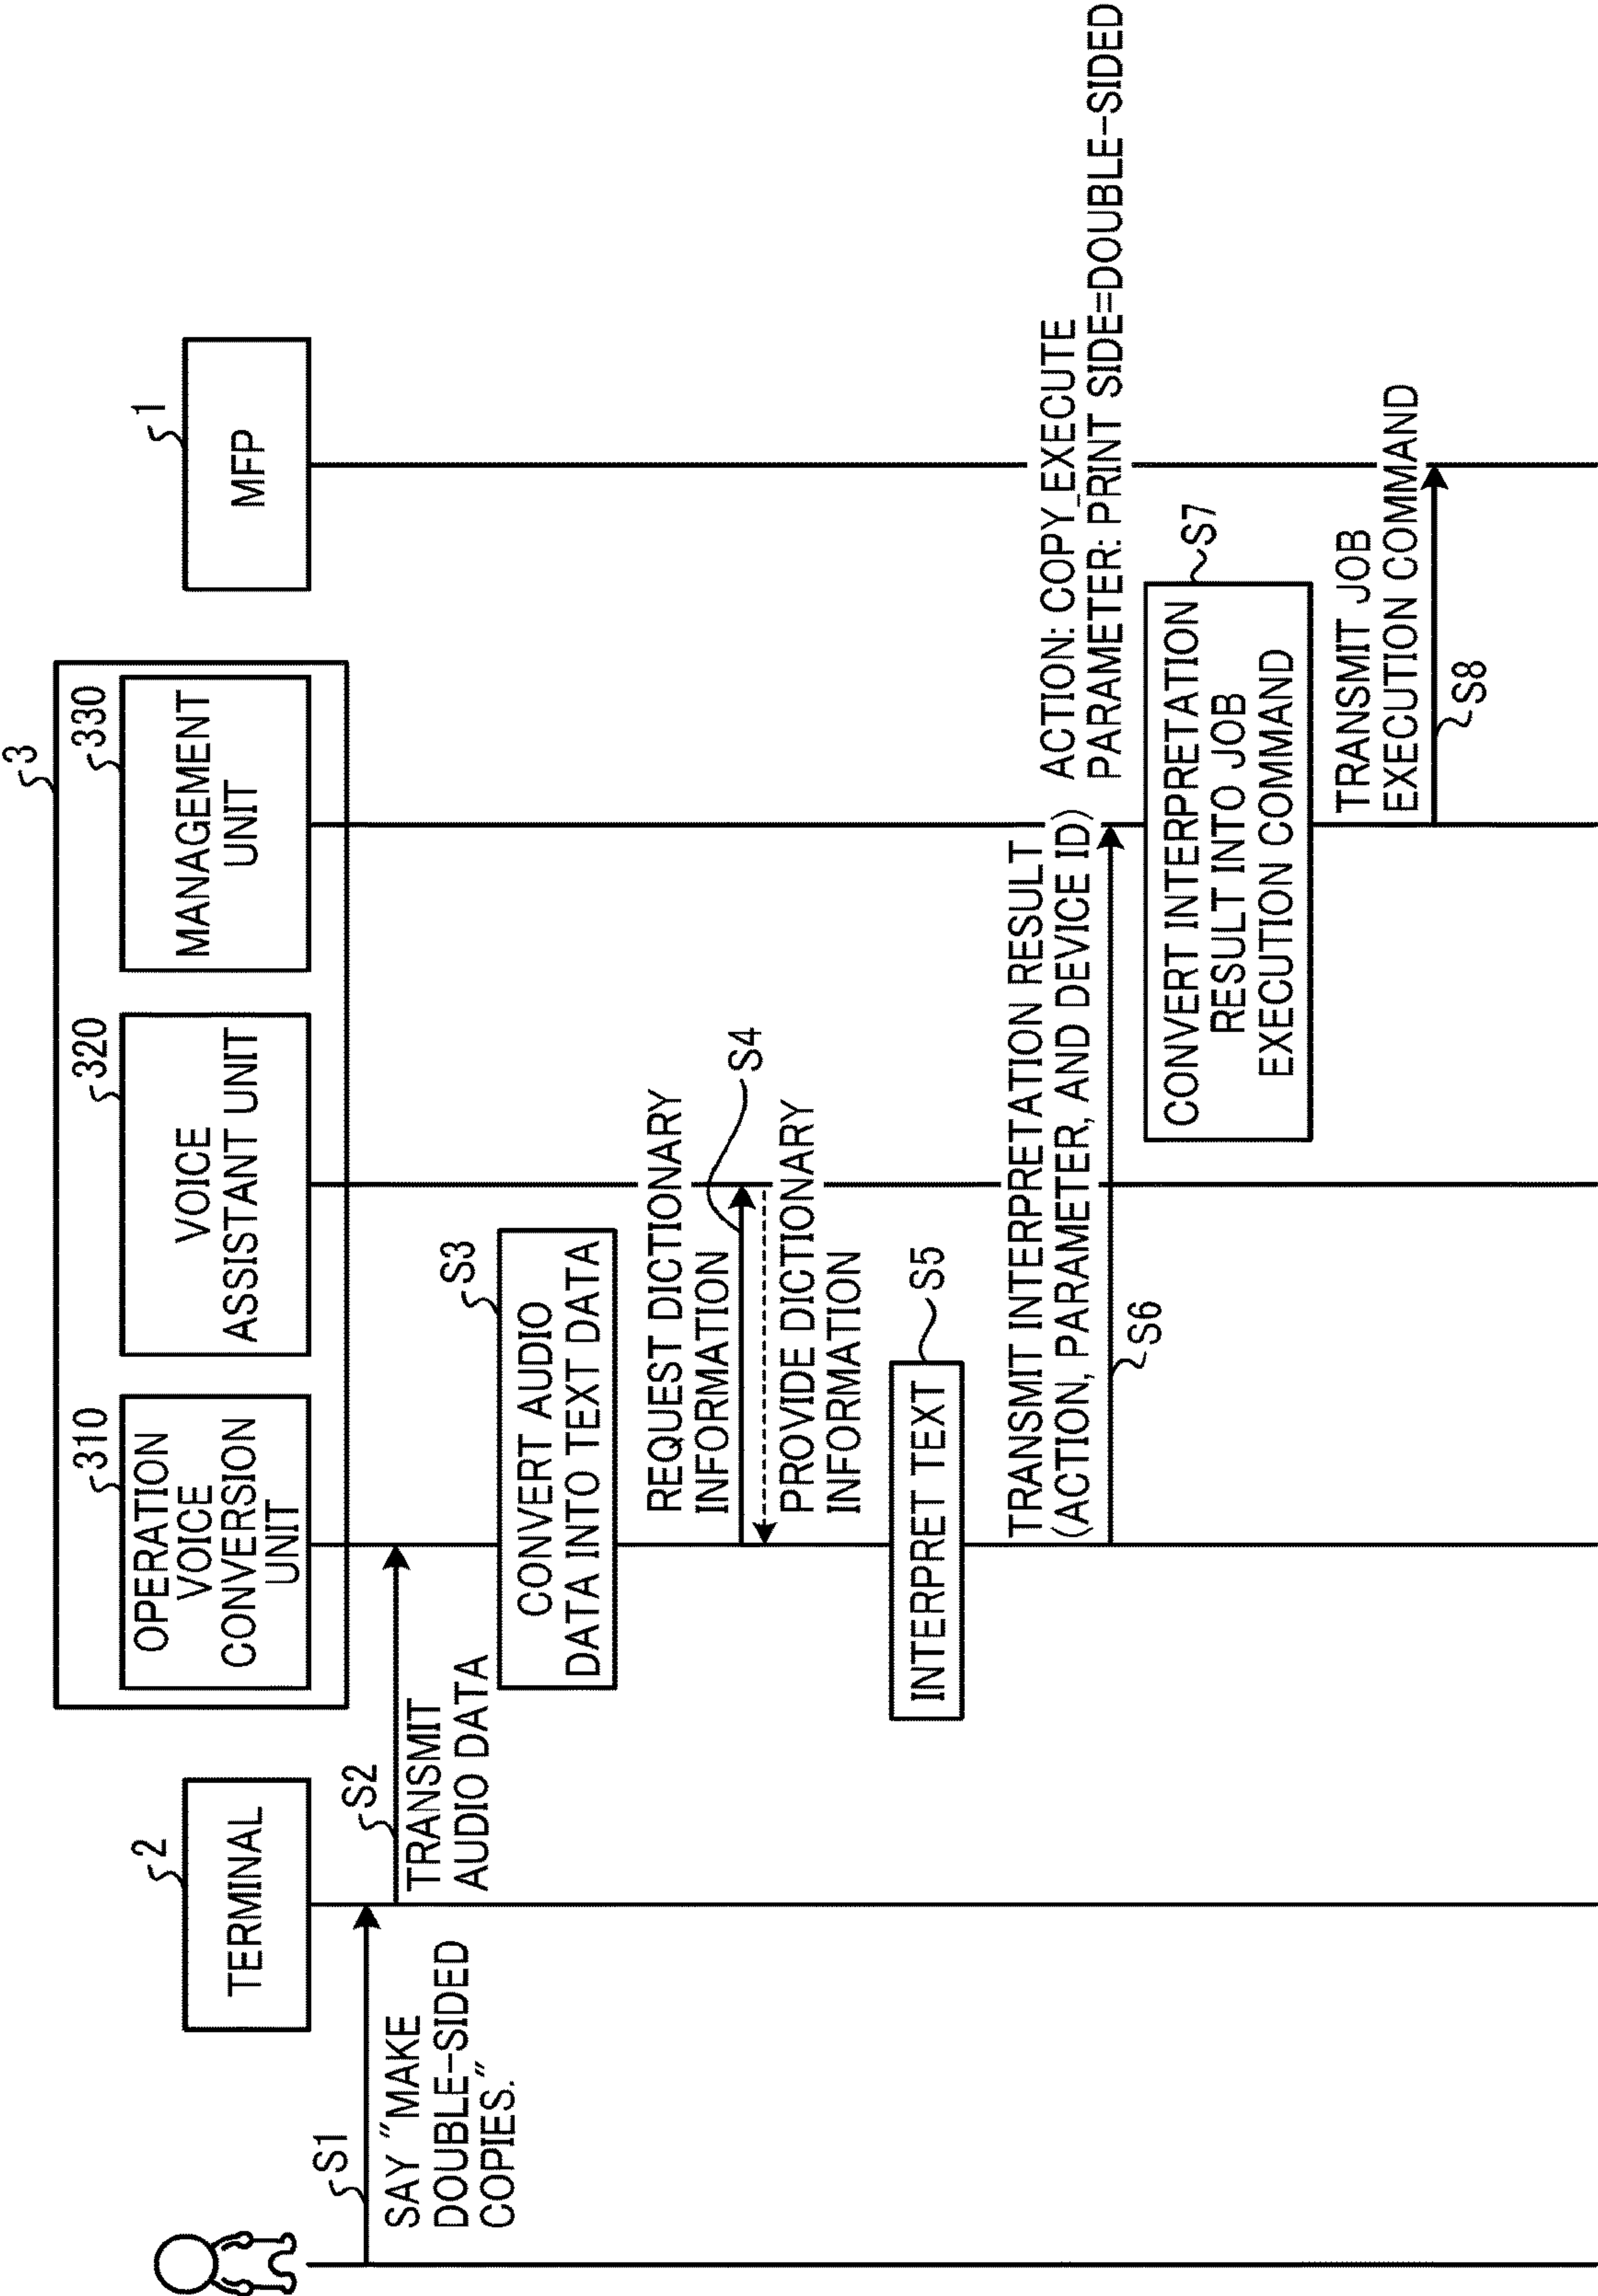 3
310
320
330
2
1
TERMINAL
OPERATION
VOICE
CONVERSION
UNIT
VOICE
ASSISTANT UNIT
MANAGEMENT
UNIT
MFP
S1
SAY "MAKE
DOUBLE-SIDED
COPIES."
S2
TRANSMIT
AUDIO DATA
S3
CONVERT AUDIO
DATA INTO TEXT DATA
REQUEST DICTIONARY
INFORMATION
S4
PROVIDE DICTIONARY
INFORMATION
S5
INTERPRET TEXT
TRANSMIT INTERPRETATION RESULT
(ACTION, PARAMETER, AND DEVICE ID)
ACTION: COPY_EXECUTE
PARAMETER: PRINT SIDE=DOUBLE-SIDED
S6
S7
CONVERT INTERPRETATION
RESULT INTO JOB
EXECUTION COMMAND
TRANSMIT JOB
EXECUTION COMMAND
S8